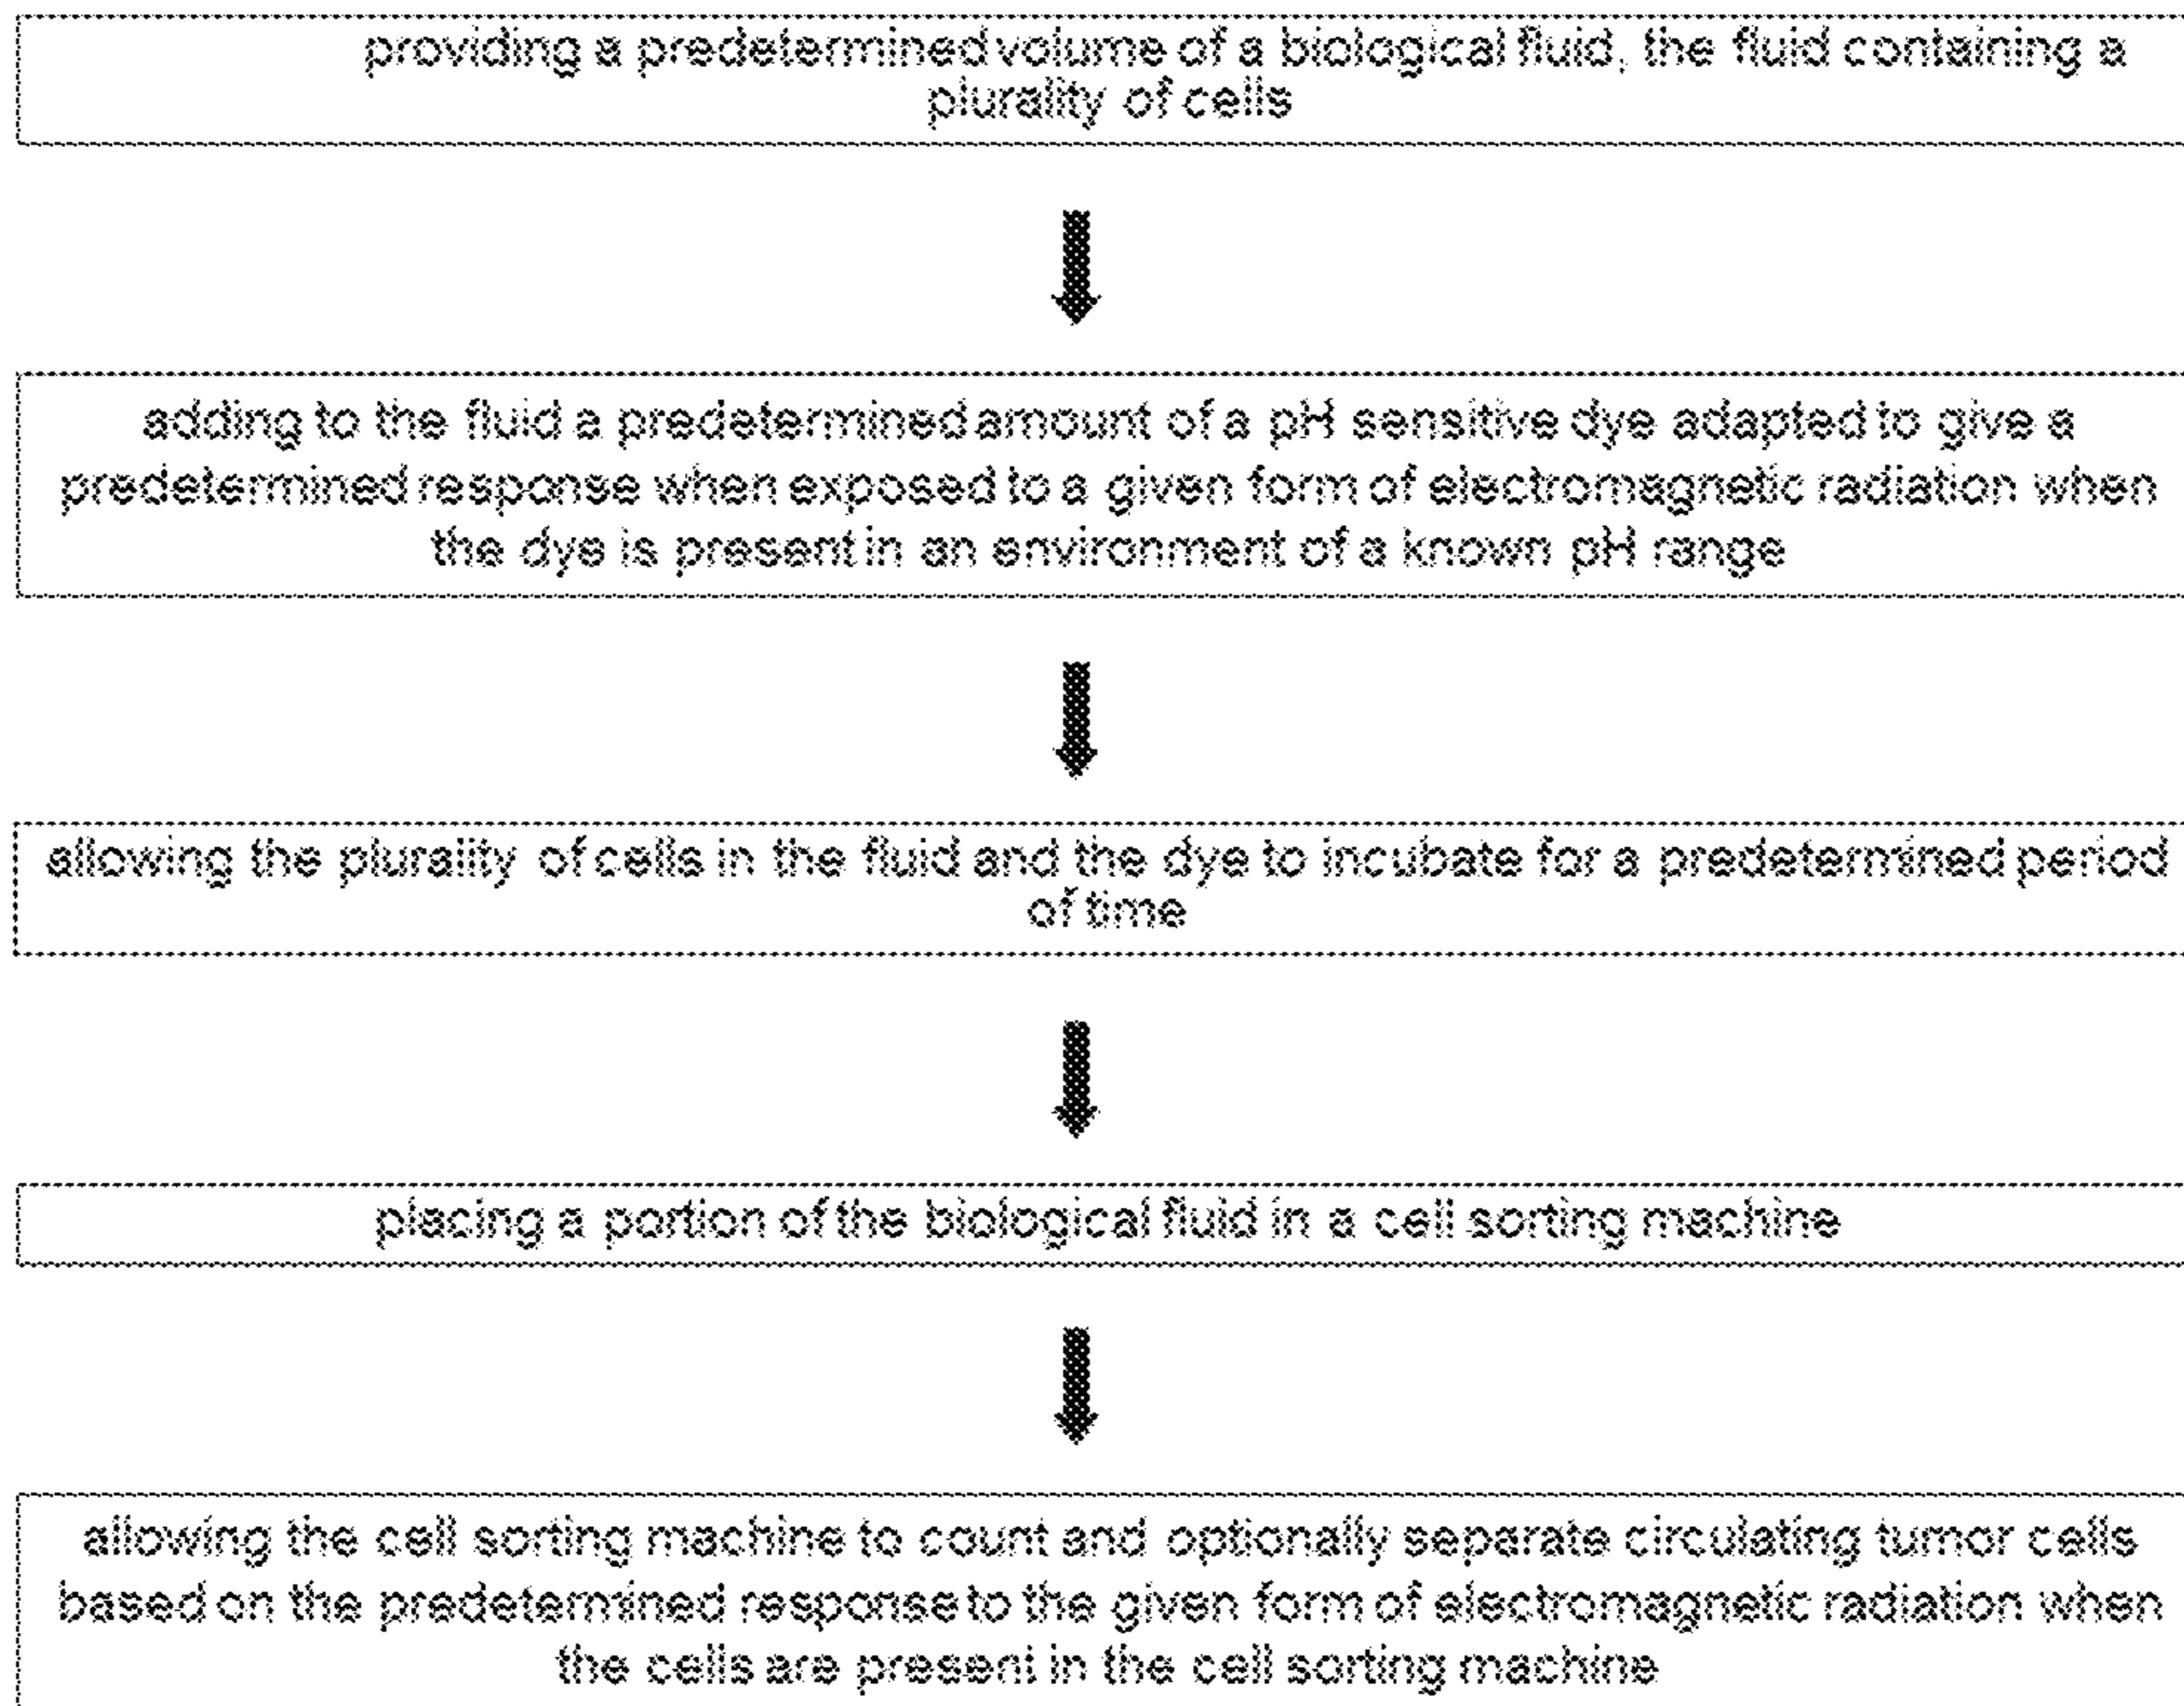 providing a predetermined volume of a biological fluid, the fluid containing a
plurality of cells
adding to the fluid a predetermined amount of a pH sensitive dye adapted to give a
predetermined response when exposed to a given form of electromagnetic radiation when
the dye is present in an environment of a known pH range
allowing the plurality of cells in the fluid and the dye to incubate for a predetermined period
of time
placing a portion of the biological fluid in a cell sorting machine
allowing the cell sorting machine to count and optionally separate circulating tumor cells
based on the predetermined response to the given form of electromagnetic radiation when
the cells are present in the cell sorting machine